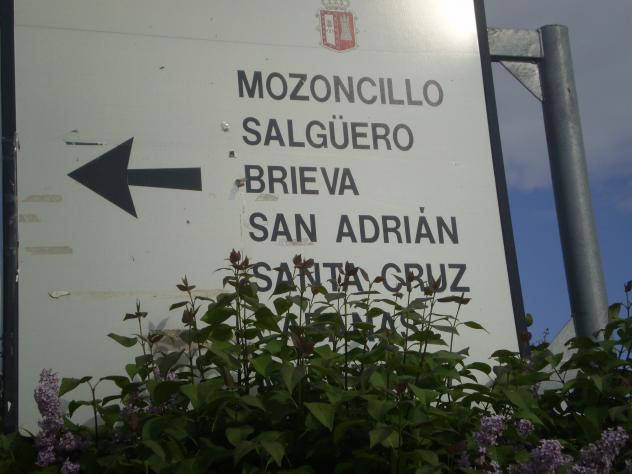 MOZONCILLO
SALGÜERO
BRIEVA
SAN ADRIÁN
SANTA CRUZ